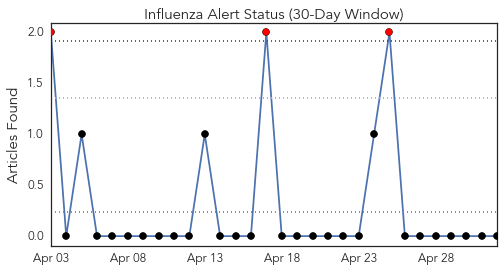 Influenza Alert Status (30-Day Window)
Articles Found
2.0
1.5
1.0
0.5
0.0
Apr 03
Apr 08
Apr 13
Apr 18
Apr 23
Apr 28